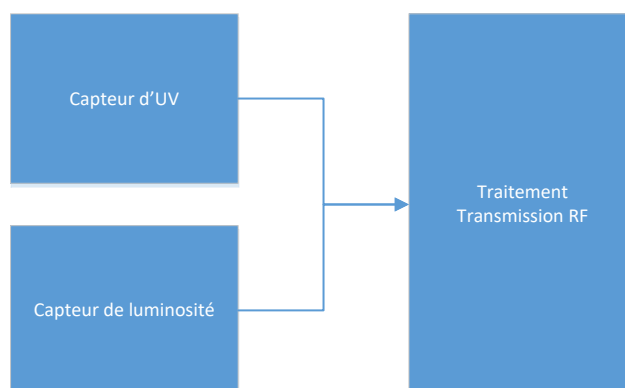 Capteur d’UV
Traitement
Transmission RF
Capteur de luminosité